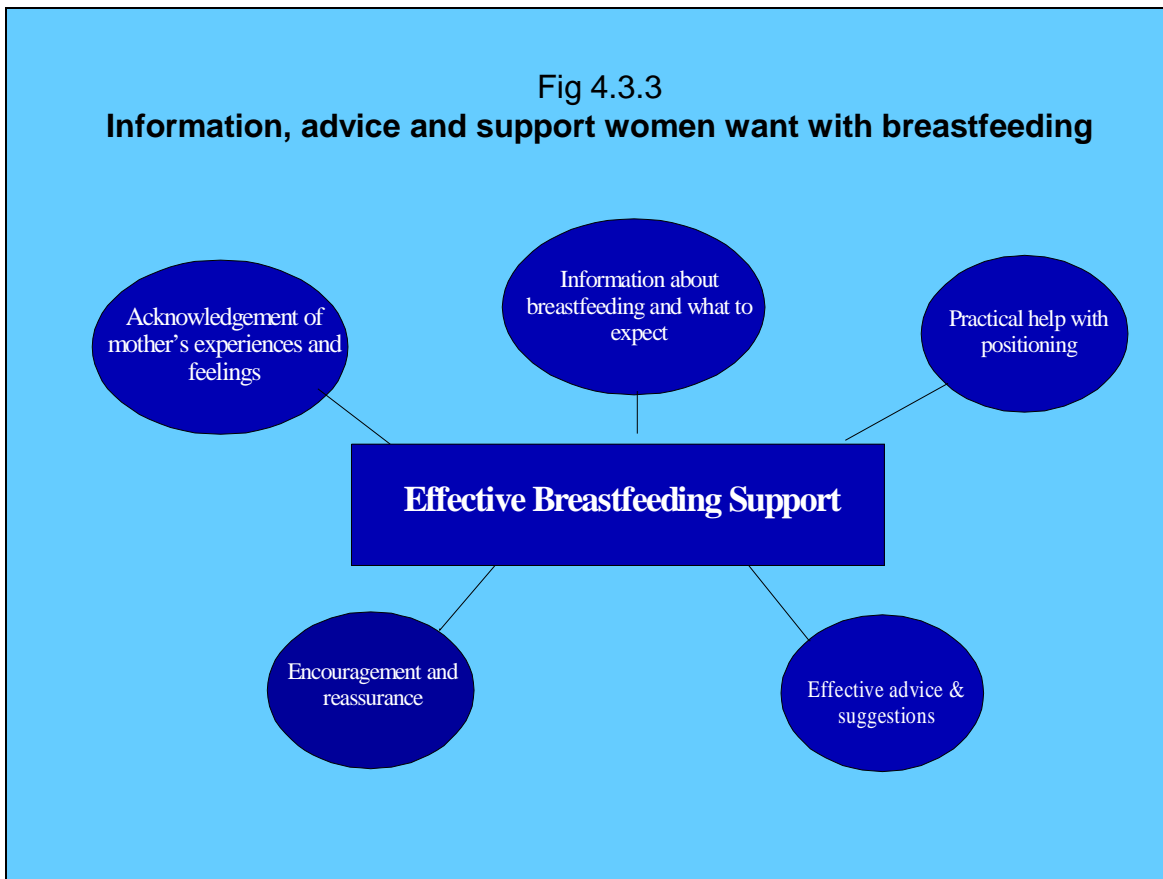 Fig 4.3.3
Information, advice and support women want with breastfeeding
Information about
breastfeeding and what to
expect
Acknowledgement of
mother’s experiences and
feelings
Practical help with
positioning
Effective Breastfeeding Support
Encouragement and
reassurance
Effective advice &
suggestions